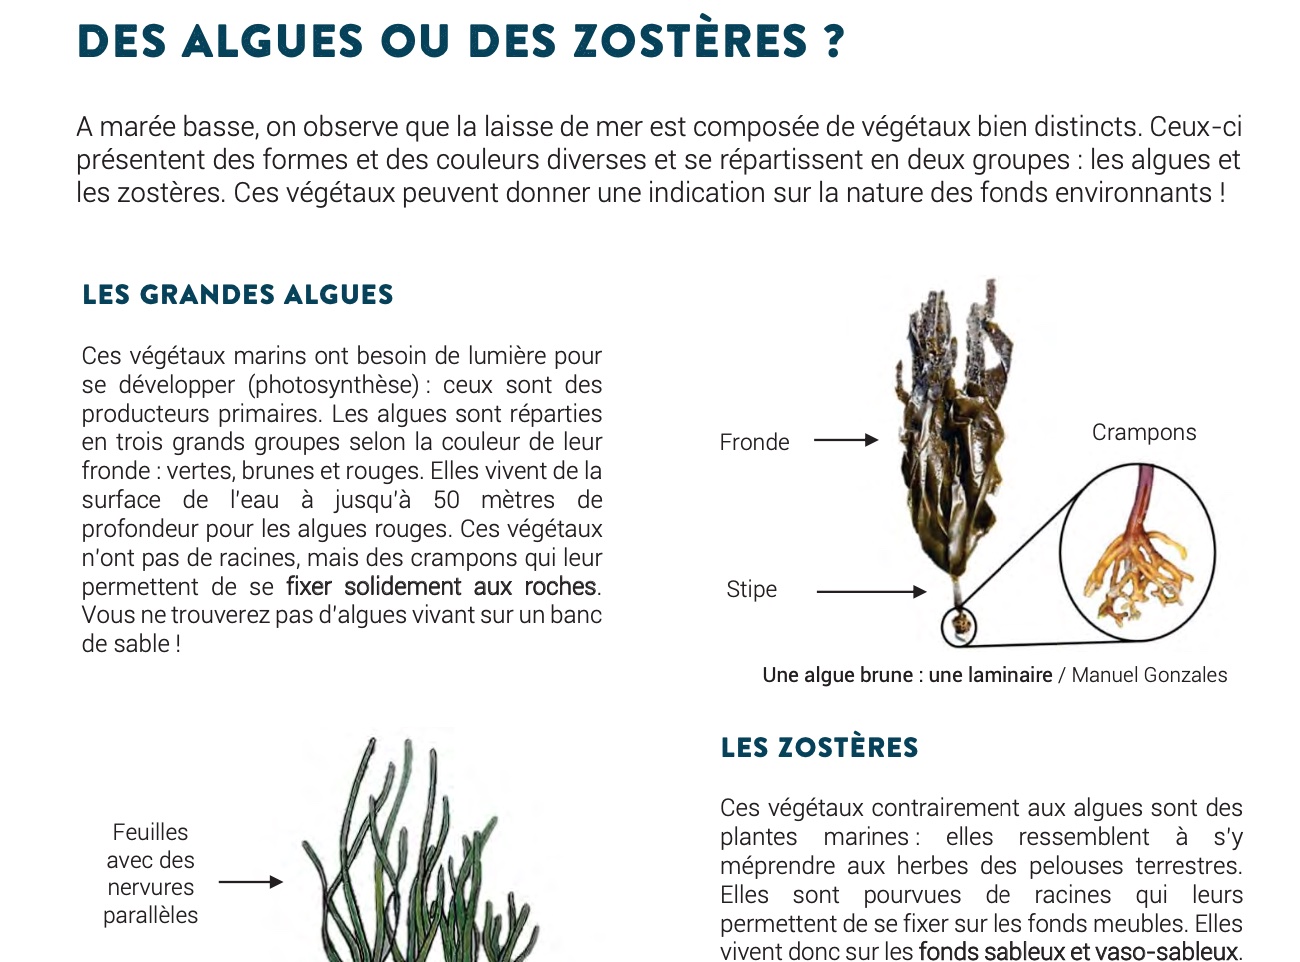 DES ALGUES OU DES ZOSTÈRES ?
A marée basse, on observe que la laisse de mer est composée de végétaux bien distincts. Ceux-ci
présentent des formes et des couleurs diverses et se répartissent en deux groupes : les algues et
les zostères. Ces végétaux peuvent donner une indication sur la nature des fonds environnants !
LES GRANDES ALGUES
Ces végétaux marins ont besoin de lumière pour
se développer (photosynthèse) : ceux sont des
producteurs primaires. Les algues sont réparties
en trois grands groupes selon la couleur de leur
fronde : vertes, brunes et rouges. Elles vivent de la
surface de l'eau à jusqu'à 50 mètres de
profondeur pour les algues rouges. Ces végétaux
n'ont pas de racines, mais des crampons qui leur
permettent de se fixer solidement aux roches.
Vous ne trouverez pas d'algues vivant sur un banc
de sable !
Fronde
Crampons
Stipe
Une algue brune : une laminaire / Manuel Gonzales
Feuilles
avec des
nervures
parallèles
LES ZOSTÈRES
Ces végétaux contrairement aux algues sont des
plantes marines : elles ressemblent à s'y
méprendre aux herbes des pelouses terrestres.
Elles sont pourvues de racines qui leurs
permettent de se fixer sur les fonds meubles. Elles
vivent donc sur les fonds sableux et vaso-sableux.